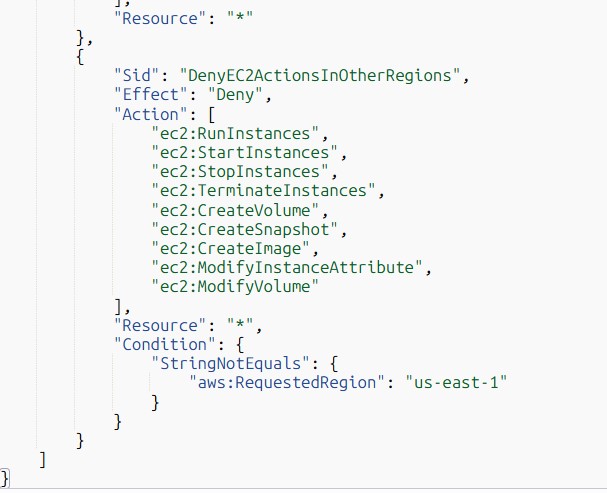 ],
"Resource": "*"
},
{
"Sid": "DenyEC2ActionsInOtherRegions",
"Effect": "Deny",
"Action": [
"ec2:RunInstances",
"ec2:StartInstances",
"ec2:StopInstances",
"ec2:TerminateInstances",
"ec2:CreateVolume",
"ec2:CreateSnapshot",
"ec2:CreateImage",
"ec2:ModifyInstanceAttribute",
"ec2:ModifyVolume"
],
"Resource": "*",
"Condition": {
"StringNotEquals": {
"aws:RequestedRegion": "us-east-1"
}
}
}
]
}